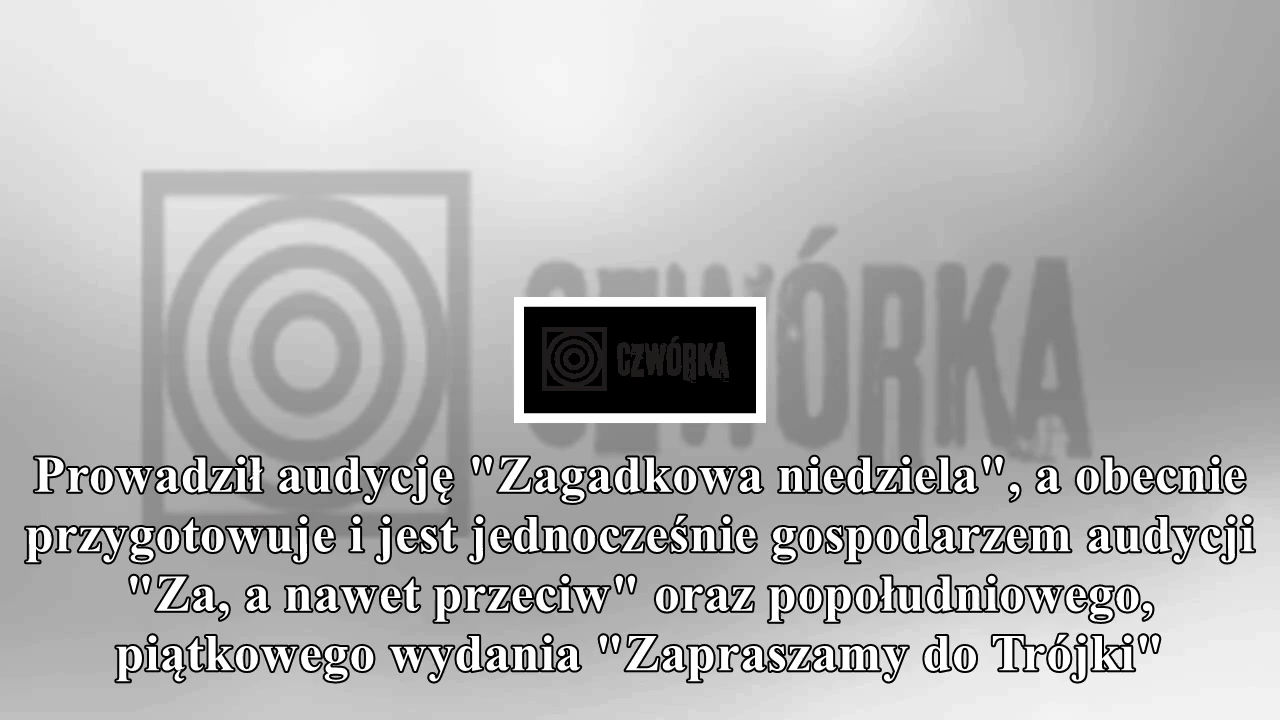 CZWÓRKA
CZWÓRKA
Prowadził audycję "Zagadkowa niedziela", a obecnie
przygotowuje i jest jednocześnie gospodarzem audycji
"Za, a nawet przeciw" oraz popołudniowego,
piątkowego wydania "Zapraszamy do Trójki"